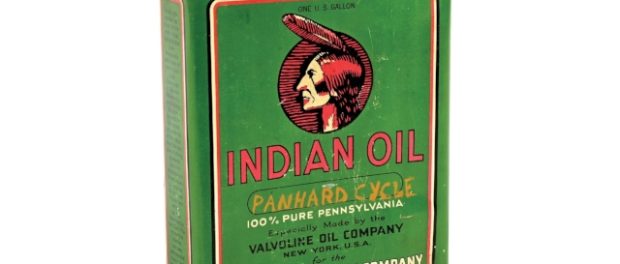 ONE U.S. GALLON
INDIAN OIL
PANHARD CYCLE
100% PURE PENNSYLVANIA
Especially Made by the
VALVOLINE OIL COMPANY
NEW YORK, U.S.A.
for the
COMPANY